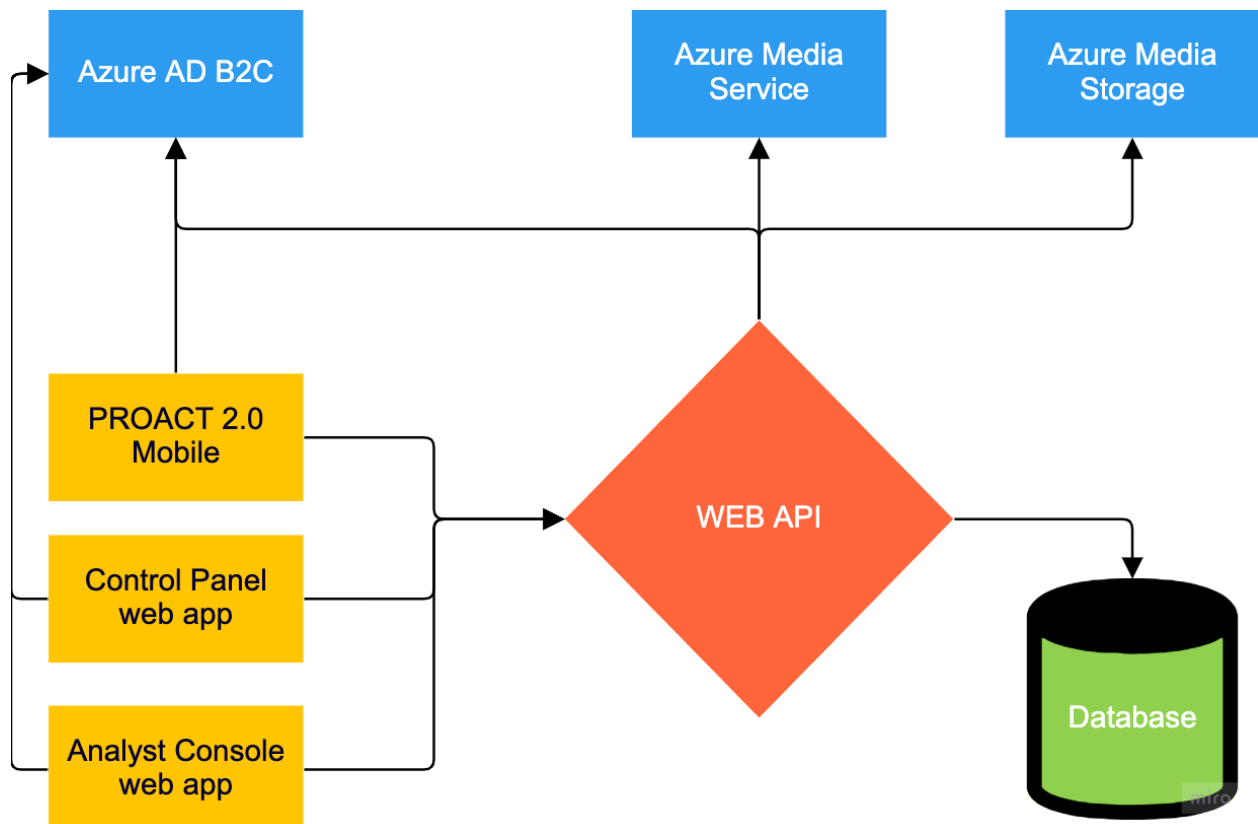 Azure AD B2C
Azure Media
Service
Azure Media
Storage
PROACT 2.0
Mobile
Control Panel
web app
Analyst Console
web app
WEB API
Database
miro